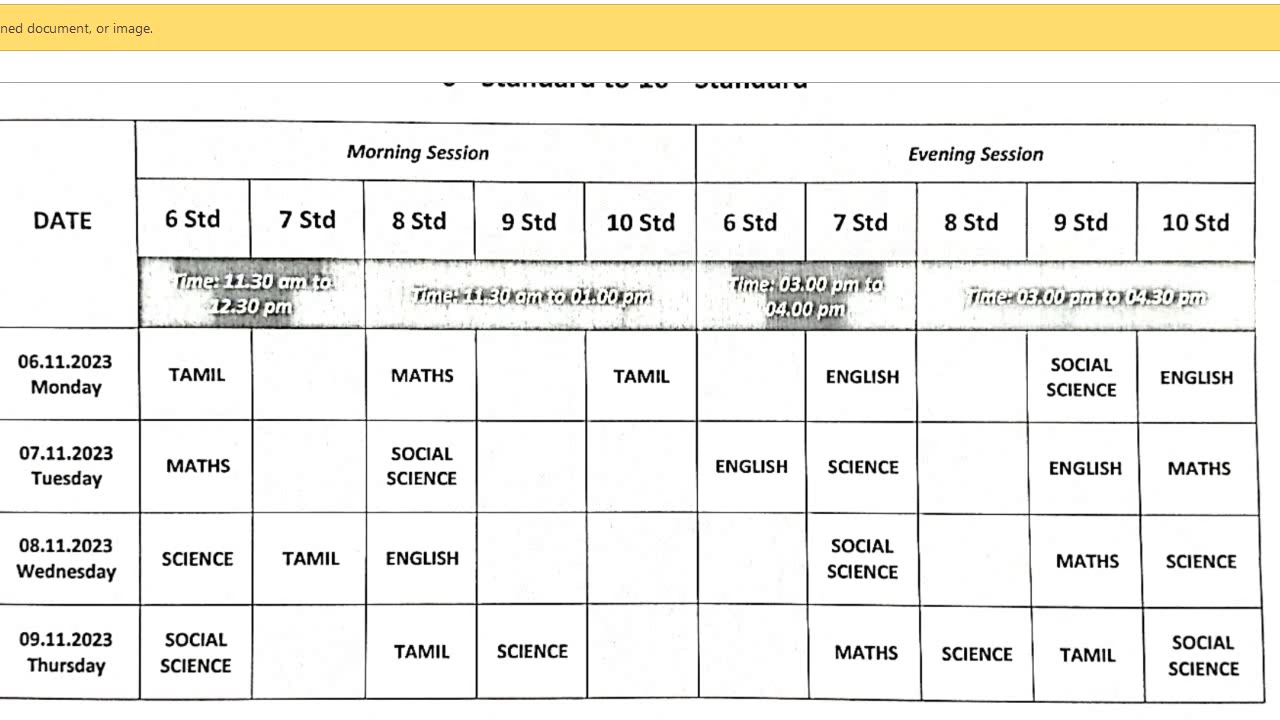 ned document, or image.
Standard to 10 Standard
Morning Session Evening Session
DATE 6 Std 7 Std 8 Std 9 Std 10 Std 6 Std 7 Std 8 Std 9 Std 10 Std
Time: 11.30 am to
12.30 pm
Time: 11.30 am to 01.00 pm
Time: 03.00 pm to
04.00 pm
Time: 03.00 pm to 04.30 pm
06.11.2023
Monday
TAMIL MATHS TAMIL ENGLISH
SOCIAL
SCIENCE
ENGLISH
07.11.2023
Tuesday
MATHS
SOCIAL
SCIENCE
ENGLISH SCIENCE ENGLISH MATHS
08.11.2023
Wednesday
SCIENCE TAMIL ENGLISH
SOCIAL
SCIENCE
MATHS SCIENCE
09.11.2023
Thursday
SOCIAL
SCIENCE
TAMIL SCIENCE MATHS SCIENCE TAMIL
SOCIAL
SCIENCE